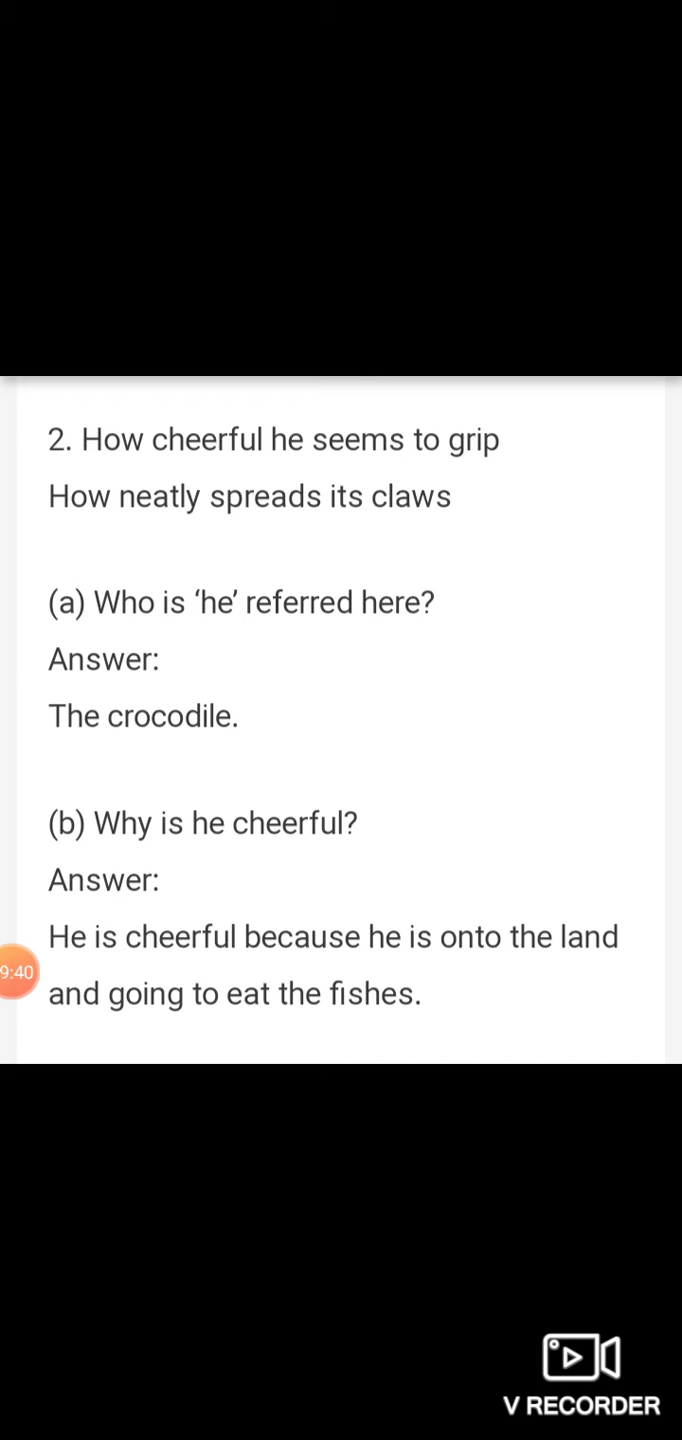 2. How cheerful he seems to grip
How neatly spreads its claws
(a) Who is ‘he’ referred here?
Answer:
The crocodile.
(b) Why is he cheerful?
Answer:
He is cheerful because he is onto the land
9:40
and going to eat the fishes.
V RECORDER